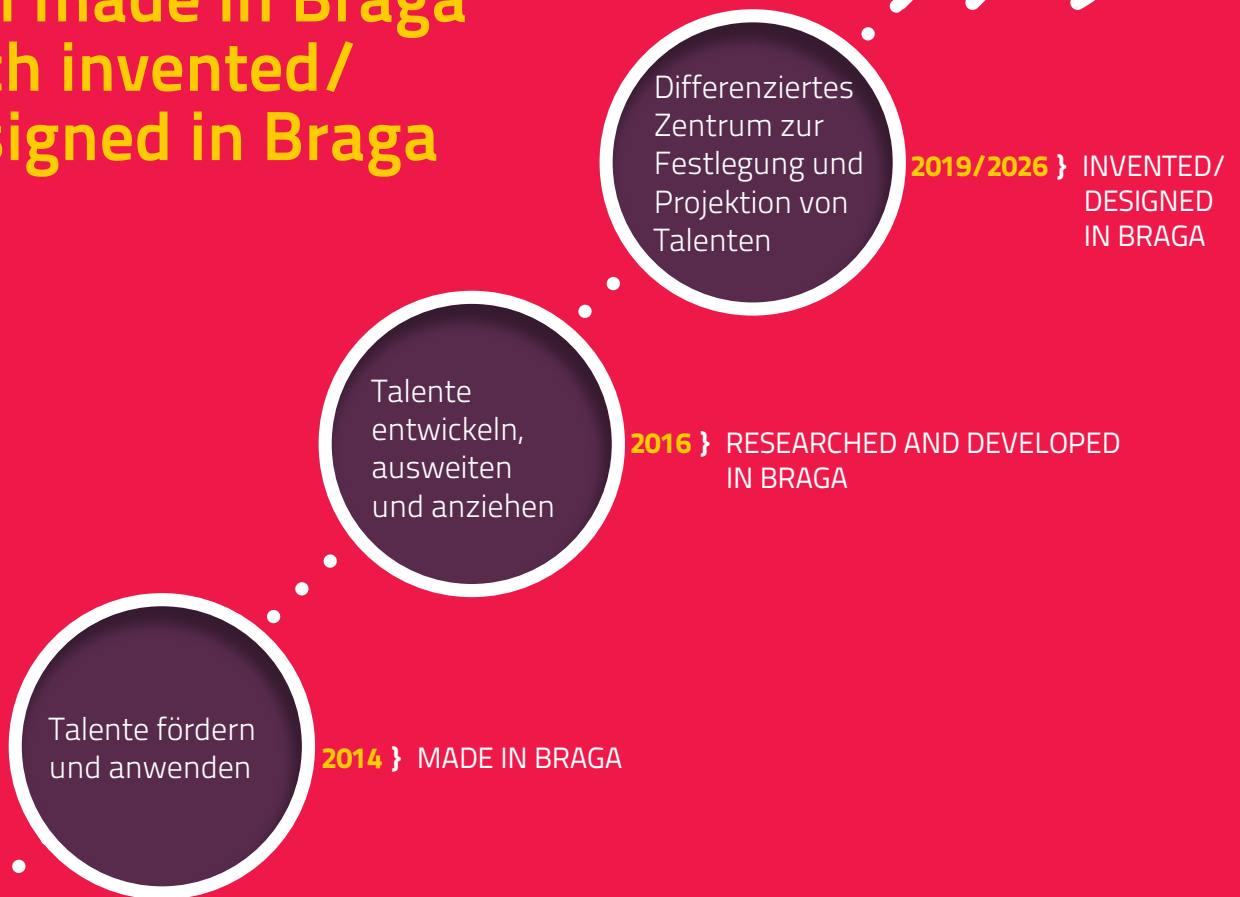 made in Braga
invented/
in Braga
Differenziertes
Zentrum zur
Festlegung und
Projektion von
Talenten
2019/2026 } INVENTED/
DESIGNED
IN BRAGA
Talente
entwickeln,
ausweiten
und anziehen
2016 } RESEARCHED AND DEVELOPED
IN BRAGA
Talente fördern
und anwenden
2014 } MADE IN BRAGA